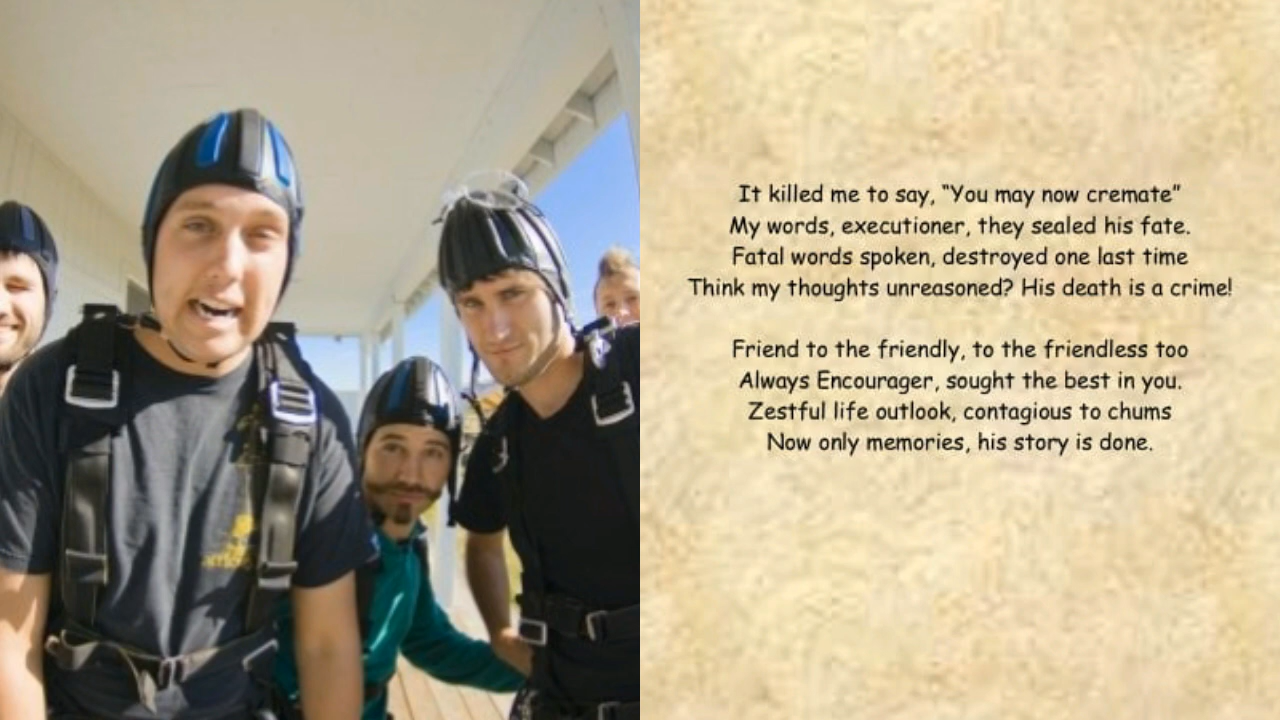 It killed me to say, “You may now cremate”
My words, executioner, they sealed his fate.
Fatal words spoken, destroyed one last time
Think my thoughts unreasoned? His death is a crime!
Friend to the friendly, to the friendless too
Always Encourager, sought the best in you.
Zestful life outlook, contagious to chums
Now only memories, his story is done.